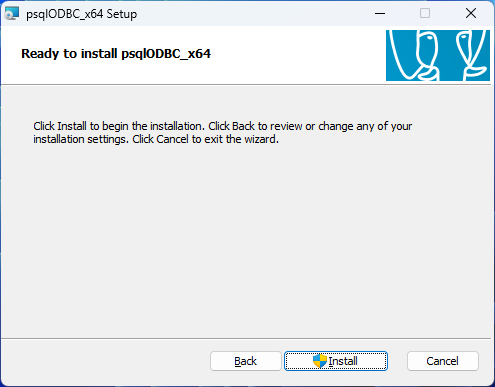 psqlODBC_x64 Setup
Ready to install psqlODBC_x64
Click Install to begin the installation. Click Back to review or change any of your
installation settings. Click Cancel to exit the wizard.
Back
Install
Cancel